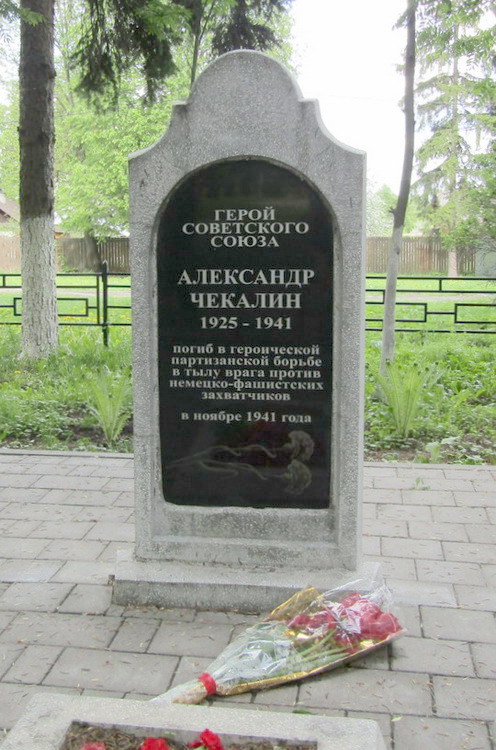 ГЕРОЙ
СОВЕТСКОГО
СОЮЗА
АЛЕКСАНДР
ЧЕКАЛИН
1925 - 1941
погиб в героической
партизанской борьбе
в тылу врага против
немецко-фашистских
захватчиков
в ноябре 1941 года